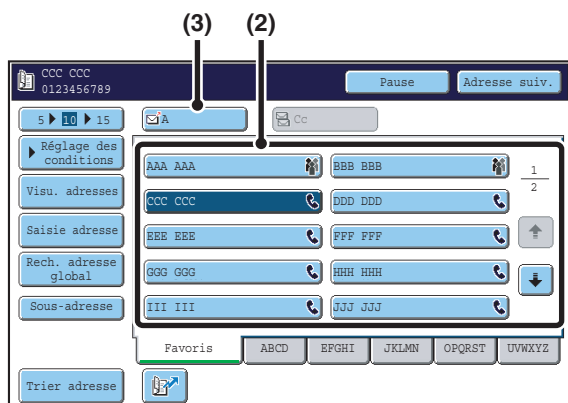 (3) (2)
CCC CCC
0123456789
Pause
Adresse suiv.
5 10 15
A
Cc
Réglage des
conditions
AAA AAA
BBB BBB
1
2
Visu. adresses
CCC CCC
DDD DDD
Saisie adresse
EEE EEE
FFF FFF
Rech. adresse
global
GGG GGG
HHH HHH
Sous-adresse
III III
JJJ JJJ
Favoris
ABCD
EFGHI
JKLMN
OPQRST
UVWXYZ
Trier adresse